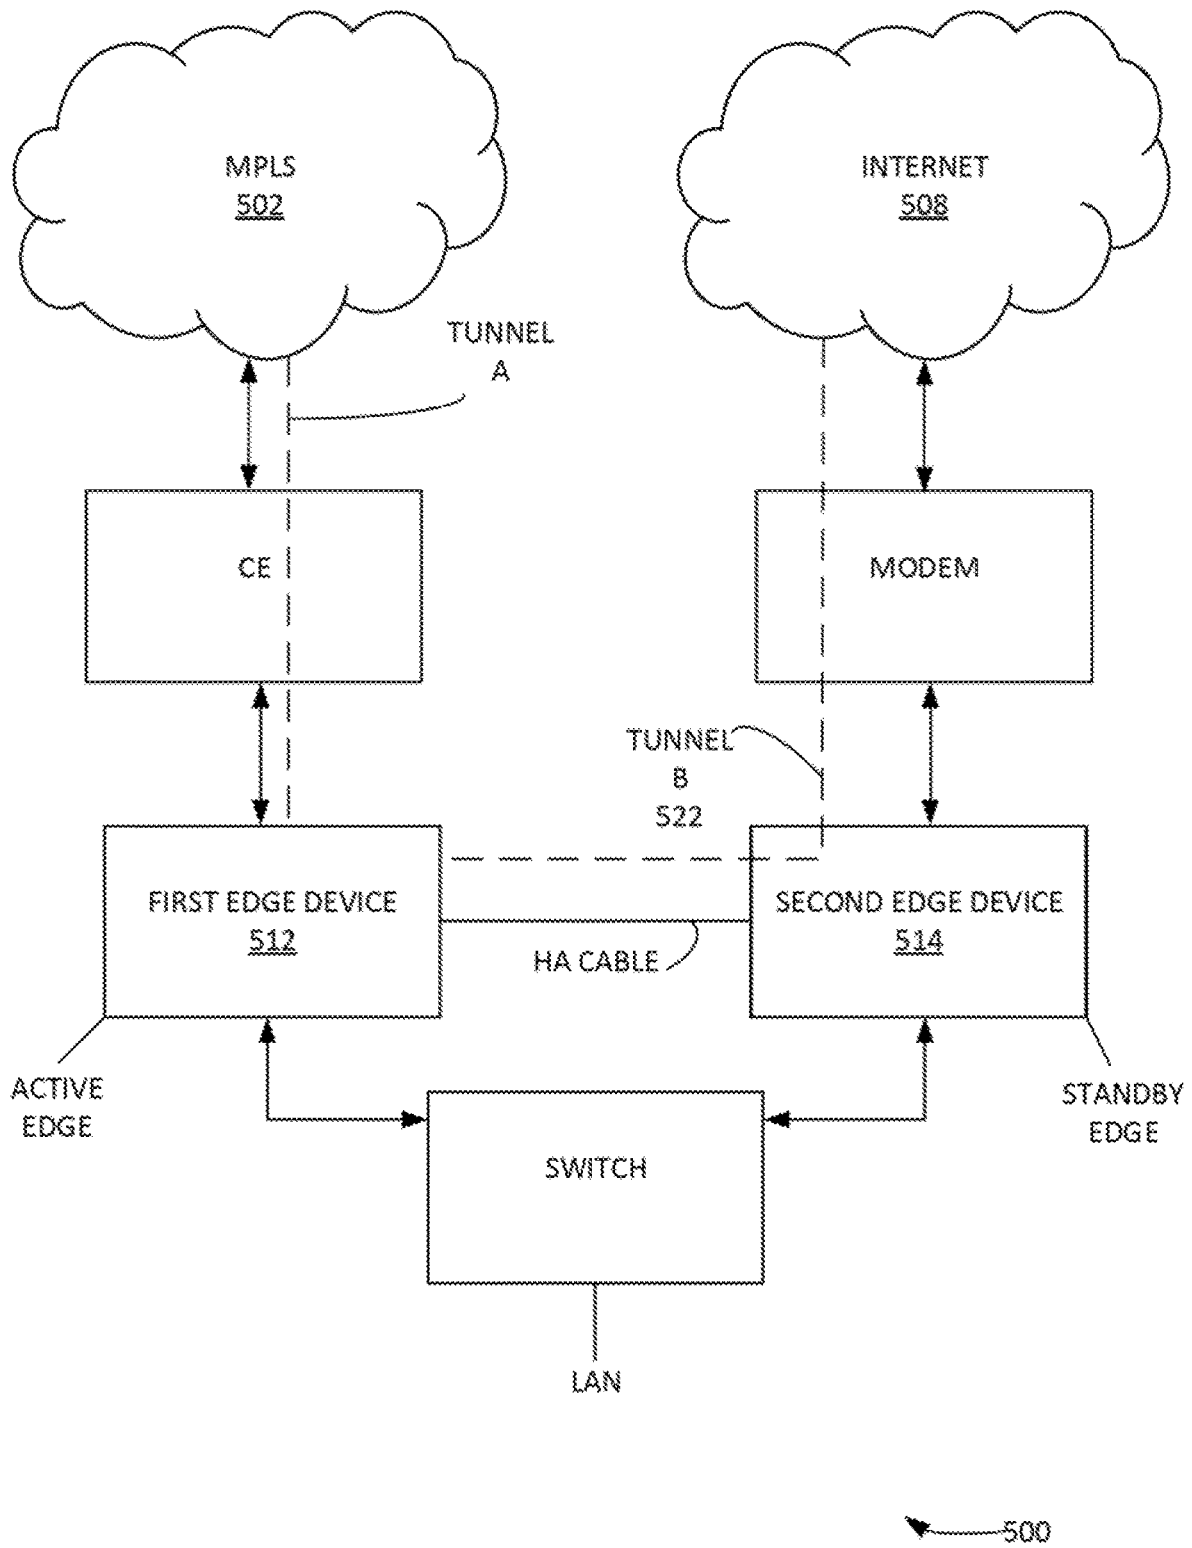 MPLS
502
INTERNET
508
TUNNEL
A
CE
MODEM
TUNNEL
B
522
FIRST EDGE DEVICE
512
SECOND EDGE DEVICE
514
HA CABLE
ACTIVE
EDGE
STANDBY
EDGE
SWITCH
LAN
500